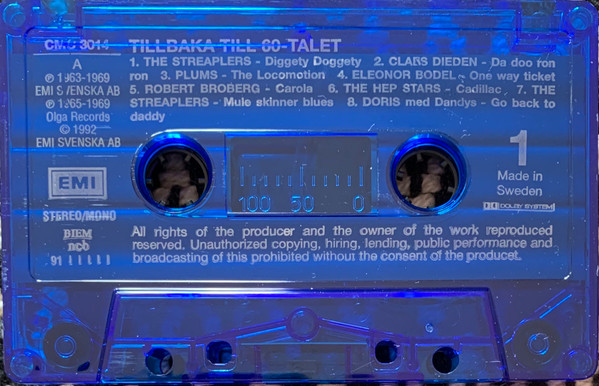 CMC 3014 TILLBAKA TILL 60-TALET
A
℗ 1963-1969
EMI SVENSKA AB
℗ 1965-1969
Olga Records
© 1992
EMI SVENSKA AB
1. THE STREAPLERS - Diggety Doggety 2. CLABS DIEDEN - Da doo ron
ron 3. PLUMS - The Locomotion 4. ELEONOR BODEL - One way ticket
5. ROBERT BROBERG - Carola 6. THE HEP STARS - Cadillac 7. THE
STREAPLERS - Mule skinner blues 8. DORIS med Dandys - Go back to
daddy
EMI
STEREO/MONO
BIEM
ncb
91
100 50 0
1
Made in
Sweden
DOLBY SYSTEM
All rights of the producer and the owner of the work reproduced
reserved. Unauthorized copying, hiring, lending, public performance and
broadcasting of this prohibited without the consent of the producet.